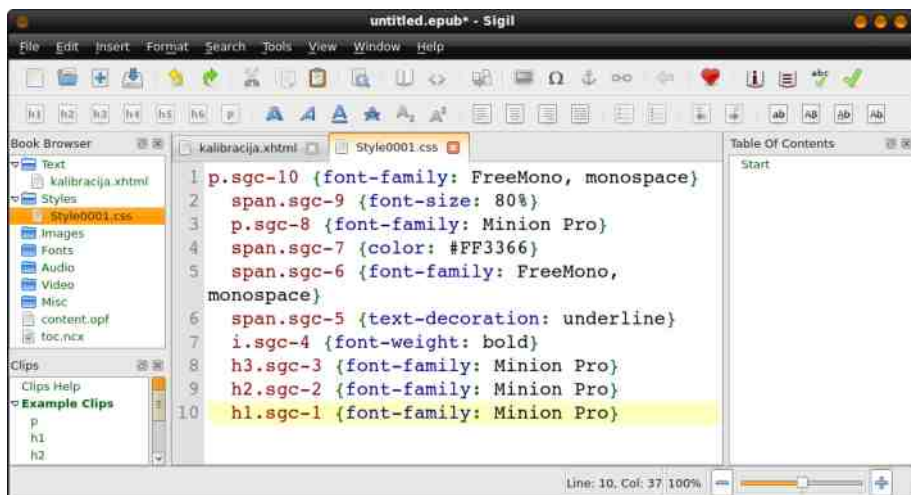 untitled.epub* - Sigil
File Edit Insert Format Search Tools View Window Help
h1 h2 h3 h4 h5 h6 p A A A A₂ A² ab AB Ab Ab
Book Browser
Text
kalibracija.xhtml
Styles
Style0001.css
Images
Fonts
Audio
Video
Misc
content.opf
toc.ncx
Clips
Clips Help
Example Clips
p
h1
h2
kalibracija.xhtml Style0001.css
1 p.sgc-10 {font-family: FreeMono, monospace}
2 span.sgc-9 {font-size: 80%}
3 p.sgc-8 {font-family: Minion Pro}
4 span.sgc-7 {color: #FF3366}
5 span.sgc-6 {font-family: FreeMono,
monospace}
6 span.sgc-5 {text-decoration: underline}
7 i.sgc-4 {font-weight: bold}
8 h3.sgc-3 {font-family: Minion Pro}
9 h2.sgc-2 {font-family: Minion Pro}
10 h1.sgc-1 {font-family: Minion Pro}
Table Of Contents
Start
Line: 10, Col: 37 100%